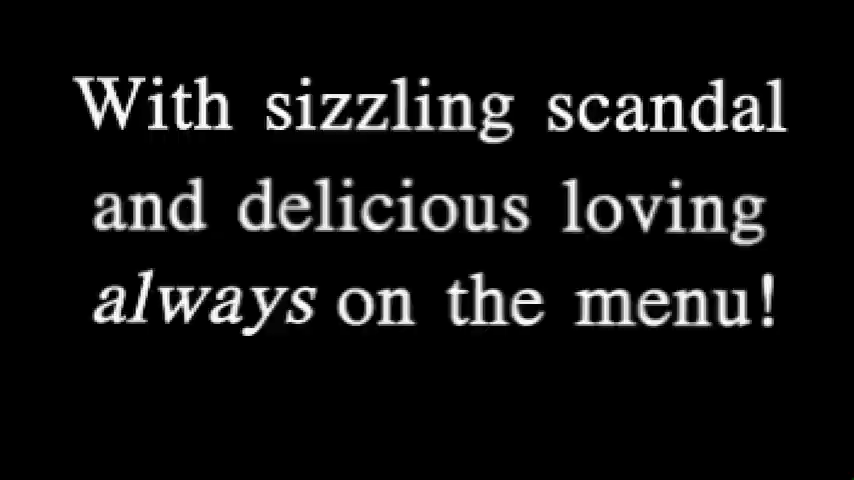 With sizzling scandal
and delicious loving
always on the menu!